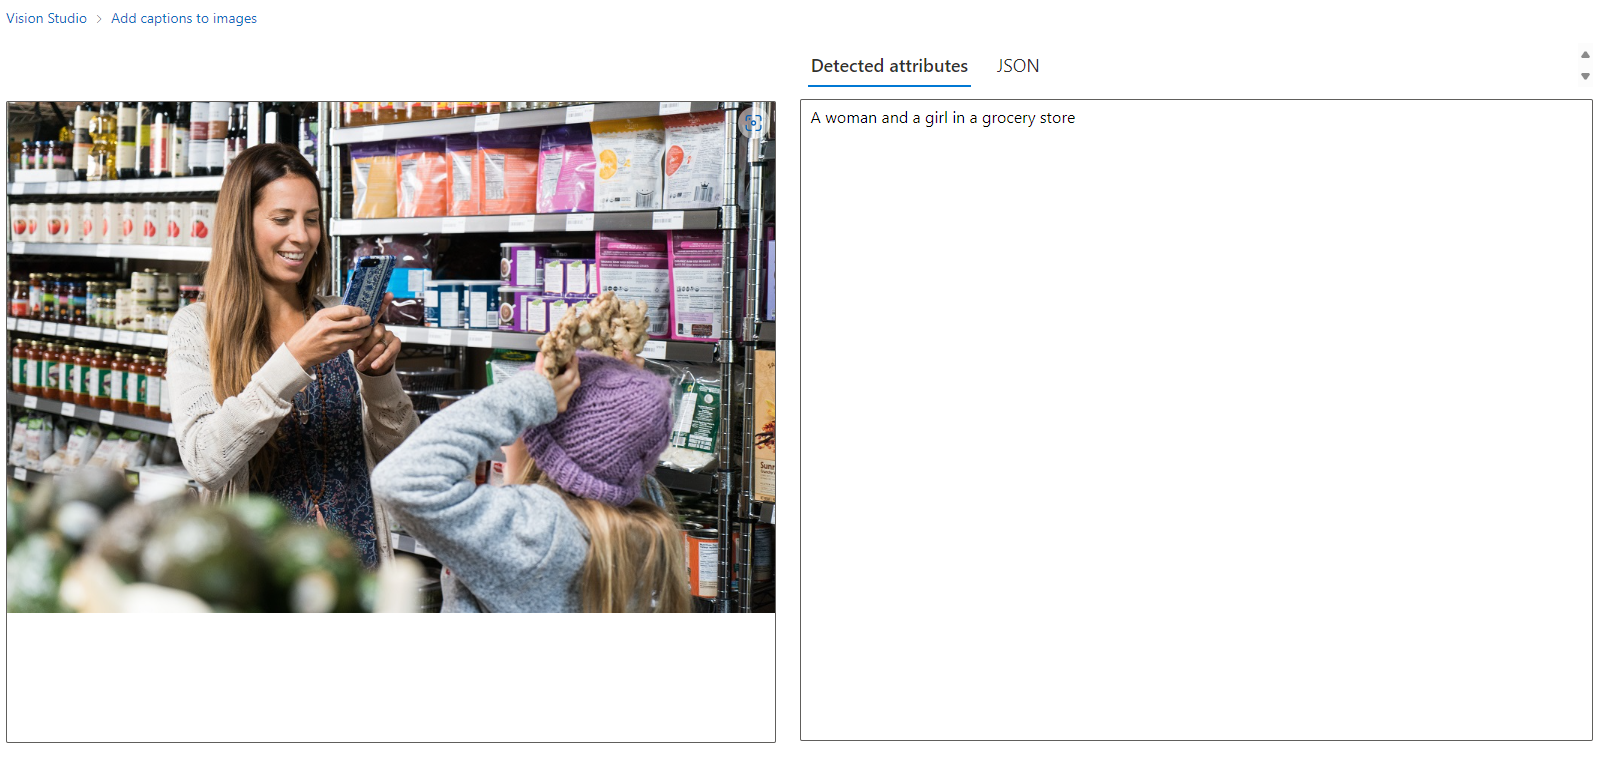 Vision Studio > Add captions to images
Detected attributes JSON
A woman and a girl in a grocery store